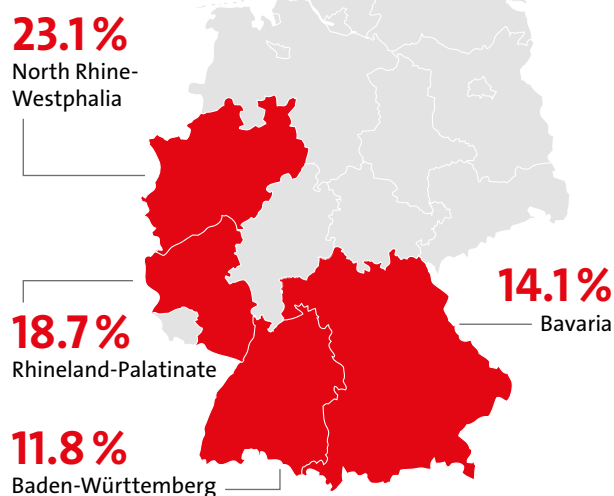 23.1 %
North Rhine-
Westphalia
14.1 %
Bavaria
18.7 %
Rhineland-Palatinate
11.8 %
Baden-Württemberg